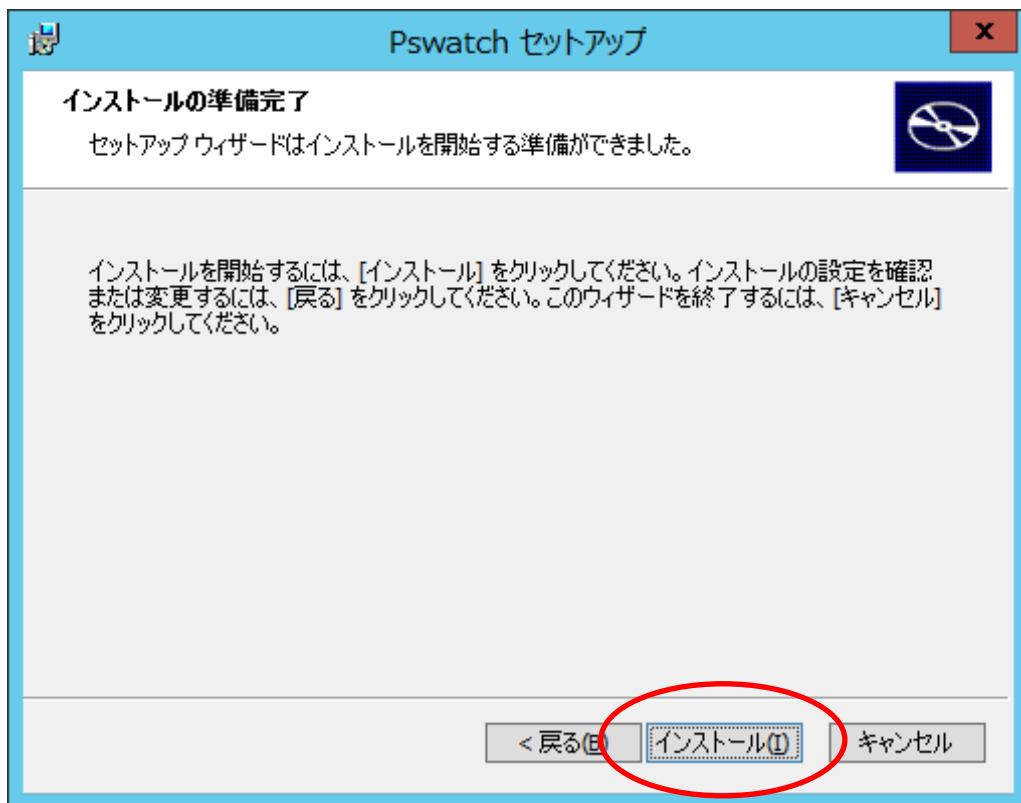 Pswatch セットアップ
x
インストールの準備完了
セットアップ ウィザードはインストールを開始する準備ができました。
インストールを開始するには、[インストール] をクリックしてください。インストールの設定を確認
または変更するには、[戻る] をクリックしてください。このウィザードを終了するには、[キャンセル]
をクリックしてください。
< 戻る(B) インストール(I) キャンセル